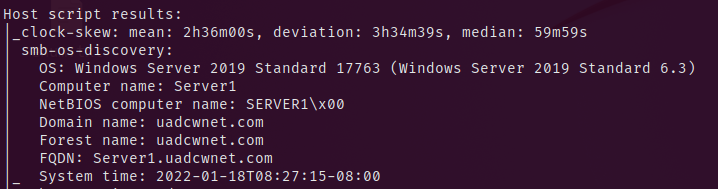 Host script results:
|_clock-skew: mean: 2h36m00s, deviation: 3h34m39s, median: 59m59s
| smb-os-discovery:
|   OS: Windows Server 2019 Standard 17763 (Windows Server 2019 Standard 6.3)
|   Computer name: Server1
|   NetBIOS computer name: SERVER1\x00
|   Domain name: uadcwnet.com
|   Forest name: uadcwnet.com
|   FQDN: Server1.uadcwnet.com
|_  System time: 2022-01-18T08:27:15-08:00